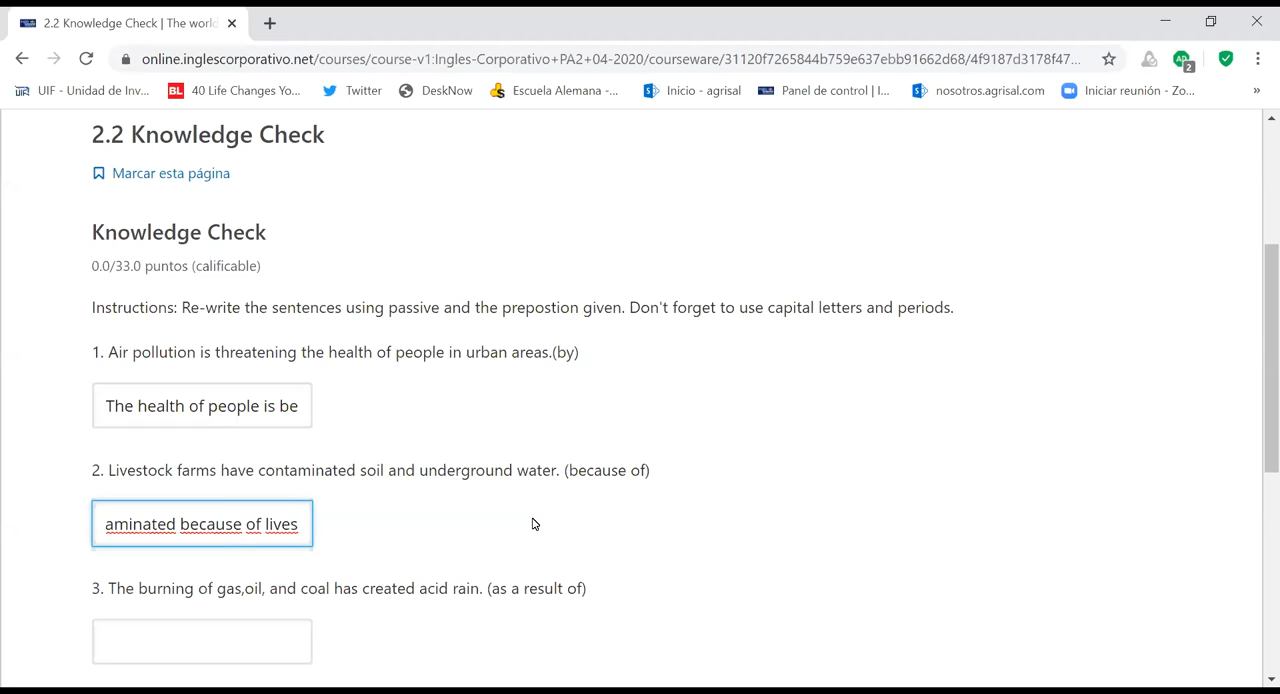 2.2 Knowledge Check | The world
online.inglescorporativo.net/courses/course-v1:Ingles-Corporativo+PA2+04-2020/courseware/31120f7265844b759e637ebb91662d68/4f9187d3178f47...
2
UIF - Unidad de Inv... BL 40 Life Changes Yo... Twitter DeskNow Escuela Alemana -... Inicio - agrisal Panel de control | I... nosotros.agrisal.com Iniciar reunión - Zo... »
2.2 Knowledge Check
Marcar esta página
Knowledge Check
0.0/33.0 puntos (calificable)
Instructions: Re-write the sentences using passive and the prepostion given. Don't forget to use capital letters and periods.
1. Air pollution is threatening the health of people in urban areas.(by)
The health of people is be
2. Livestock farms have contaminated soil and underground water. (because of)
aminated because of lives
3. The burning of gas,oil, and coal has created acid rain. (as a result of)